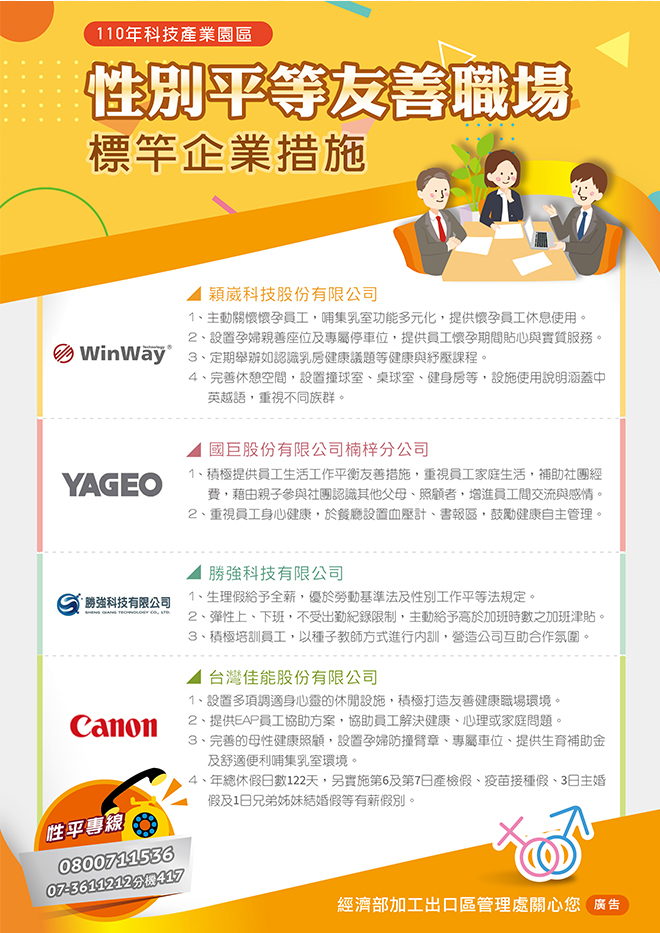 110年科技產業園區
性別平等友善職場
標竿企業措施
WinWay Technology®
穎崴科技股份有限公司
1、主動關懷懷孕員工，哺集乳室功能多元化，提供懷孕員工休息使用。
2、設置孕婦親善座位及專屬停車位，提供員工懷孕期間貼心與實質服務。
3、定期舉辦如認識乳房健康議題等健康與紓壓課程。
4、完善休憩空間，設置撞球室、桌球室、健身房等，設施使用說明涵蓋中
英越語，重視不同族群。
YAGEO
國巨股份有限公司楠梓分公司
1、積極提供員工生活工作平衡友善措施，重視員工家庭生活，補助社團經
費，藉由親子參與社團認識其他父母、照顧者，增進員工間交流與感情。
2、重視員工身心健康，於餐廳設置血壓計、書報區，鼓勵健康自主管理。
勝強科技有限公司
SHENG QIANG TECHNOLOGY CO., LTD.
勝強科技有限公司
1、生理假給予全薪，優於勞動基準法及性別工作平等法規定。
2、彈性上、下班，不受出勤紀錄限制，主動給予高於加班時數之加班津貼。
3、積極培訓員工，以種子教師方式進行內訓，營造公司互助合作氛圍。
Canon
台灣佳能股份有限公司
1、設置多項調適身心靈的休閒設施，積極打造友善健康職場環境。
2、提供EAP員工協助方案，協助員工解決健康、心理或家庭問題。
3、完善的母性健康照顧，設置孕婦防撞臂章、專屬車位、提供生育補助金
及舒適便利哺集乳室環境。
4、年總休假日數122天，另實施第6及第7日產檢假、疫苗接種假、3日主婚
假及1日兄弟姊妹結婚假等有薪假別。
性平專線
0800711536
07-3611212分機417
經濟部加工出口區管理處關心您 廣告